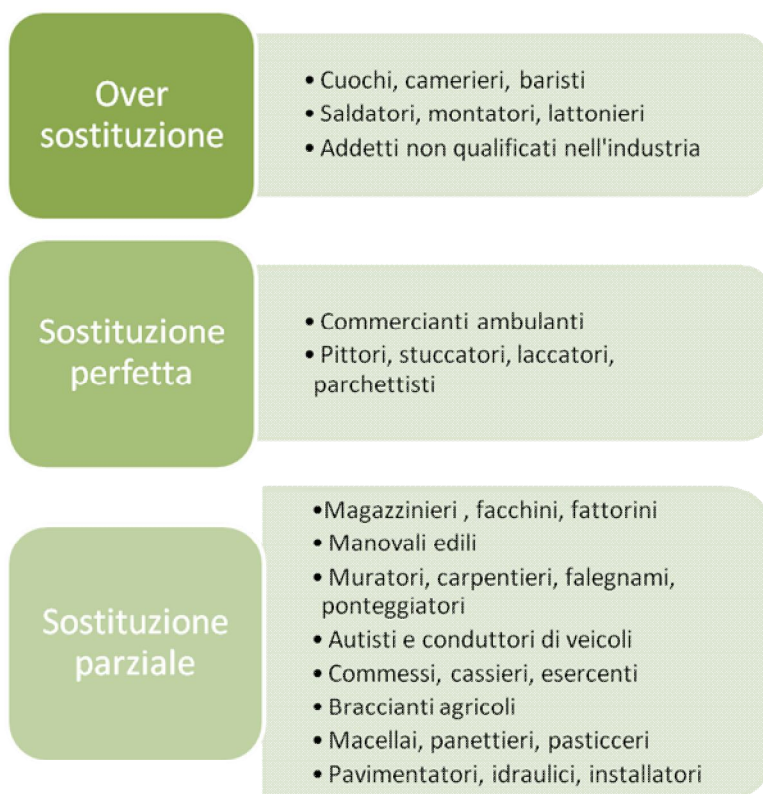 Over
sostituzione
• Cuochi, camerieri, baristi
• Saldatori, montatori, lattonieri
• Addetti non qualificati nell'industria
Sostituzione
perfetta
• Commercianti ambulanti
• Pittori, stuccatori, laccatori,
parchettisti
Sostituzione
parziale
•Magazzinieri , facchini, fattorini
• Manovali edili
• Muratori, carpentieri, falegnami,
ponteggiatori
• Autisti e conduttori di veicoli
• Commessi, cassieri, esercenti
• Braccianti agricoli
• Macellai, panettieri, pasticceri
• Pavimentatori, idraulici, installatori